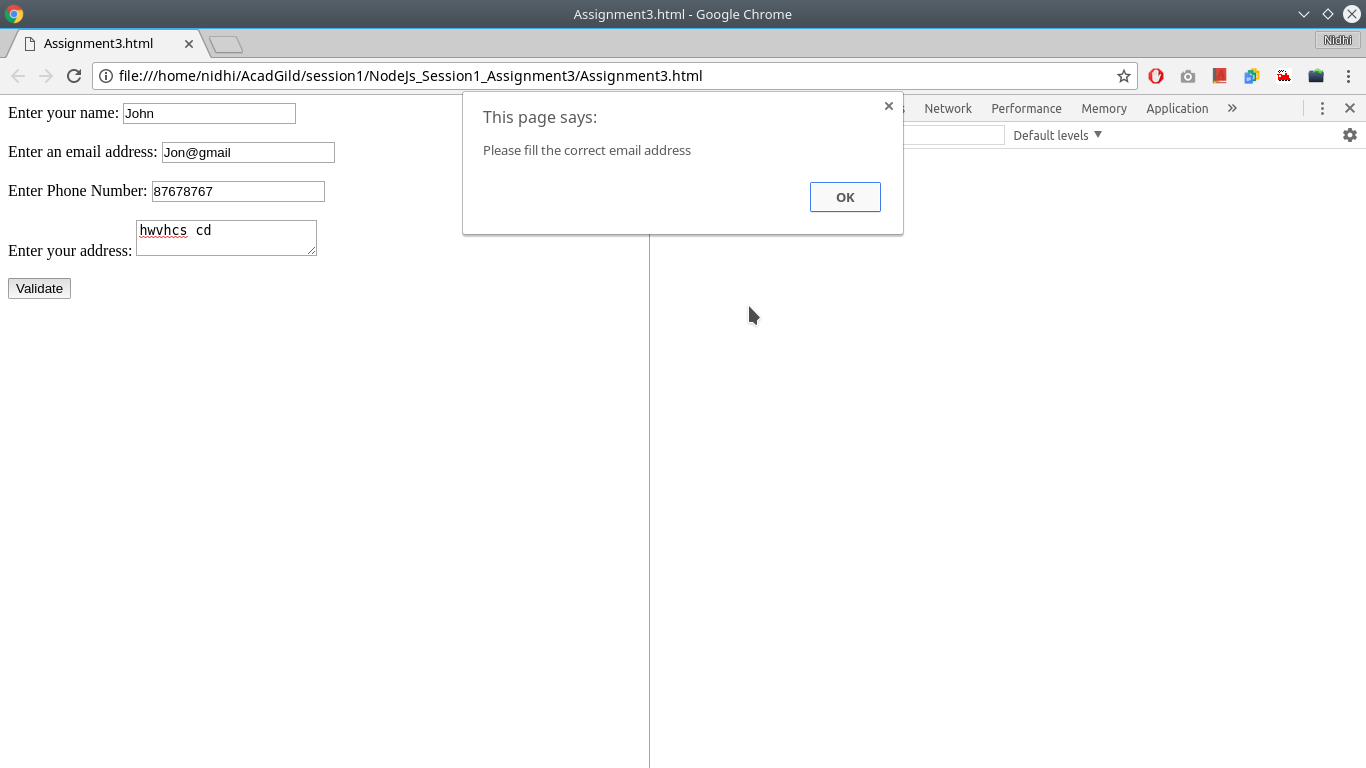 Assignment3.html - Google Chrome
Assignment3.html
Nidhi
file:///home/nidhi/AcadGild/session1/NodeJs_Session1_Assignment3/Assignment3.html
Enter your name: John
Enter an email address: Jon@gmail
Enter Phone Number: 87678767
Enter your address: hwvhcs cd
Validate
This page says:
Please fill the correct email address
OK
Network Performance Memory Application »
Default levels ▼